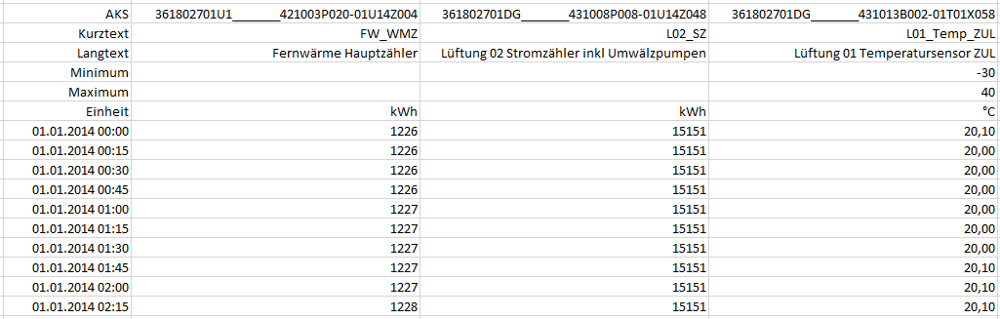 AKS 361802701U1_______421003P020-01U14Z004 361802701DG_______431008P008-01U14Z048 361802701DG_______431013B002-01T01X058
Kurztext FW_WMZ L02_SZ L01_Temp_ZUL
Langtext Fernwärme Hauptzähler Lüftung 02 Stromzähler inkl Umwälzpumpen Lüftung 01 Temperatursensor ZUL
Minimum -30
Maximum 40
Einheit kWh kWh °C
01.01.2014 00:00 1226 15151 20,10
01.01.2014 00:15 1226 15151 20,00
01.01.2014 00:30 1226 15151 20,00
01.01.2014 00:45 1226 15151 20,00
01.01.2014 01:00 1227 15151 20,00
01.01.2014 01:15 1227 15151 20,00
01.01.2014 01:30 1227 15151 20,00
01.01.2014 01:45 1227 15151 20,10
01.01.2014 02:00 1227 15151 20,10
01.01.2014 02:15 1228 15151 20,10